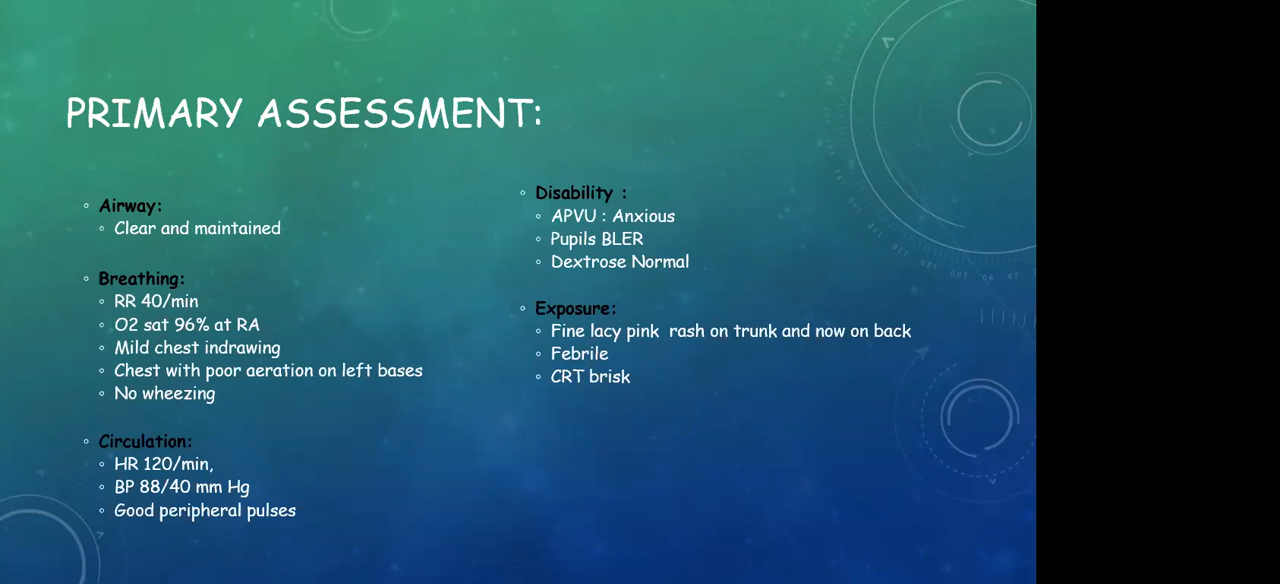 PRIMARY ASSESSMENT:
Airway:
Clear and maintained
Breathing:
RR 40/min
O2 sat 96% at RA
Mild chest indrawing
Chest with poor aeration on left bases
No wheezing
Circulation:
HR 120/min,
BP 88/40 mm Hg
Good peripheral pulses
Disability :
APVU : Anxious
Pupils BLER
Dextrose Normal
Exposure:
Fine lacy pink rash on trunk and now on back
Febrile
CRT brisk